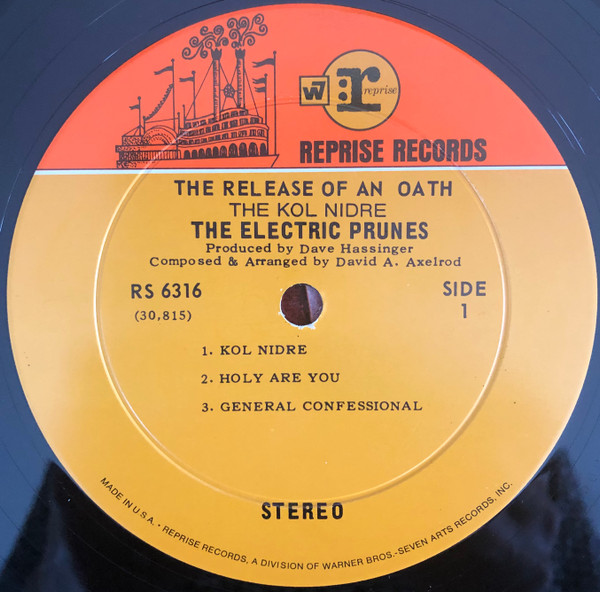 W7 :r reprise
REPRISE RECORDS
THE RELEASE OF AN OATH
THE KOL NIDRE
THE ELECTRIC PRUNES
Produced by Dave Hassinger
Composed & Arranged by David A. Axelrod
RS 6316
(30,815)
SIDE
1
1. KOL NIDRE
2. HOLY ARE YOU
3. GENERAL CONFESSIONAL
STEREO
MADE IN U.S.A. • REPRISE RECORDS, A DIVISION OF WARNER BROS.-SEVEN ARTS RECORDS, INC.